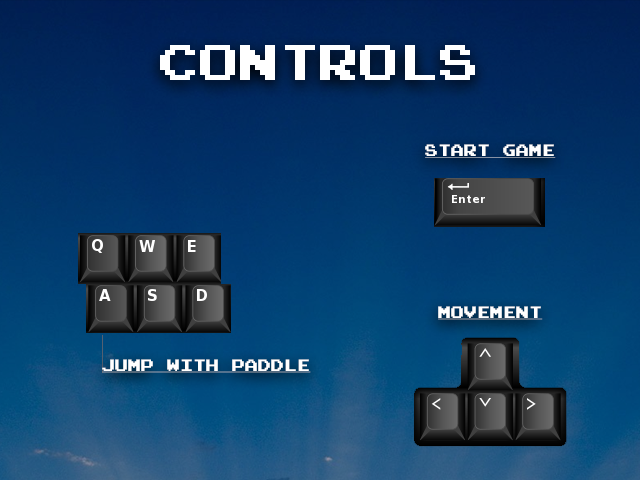 CONTROLS
START GAME
Enter
Q W E
A S D
MOVEMENT
JUMP WITH PADDLE
^
< v >